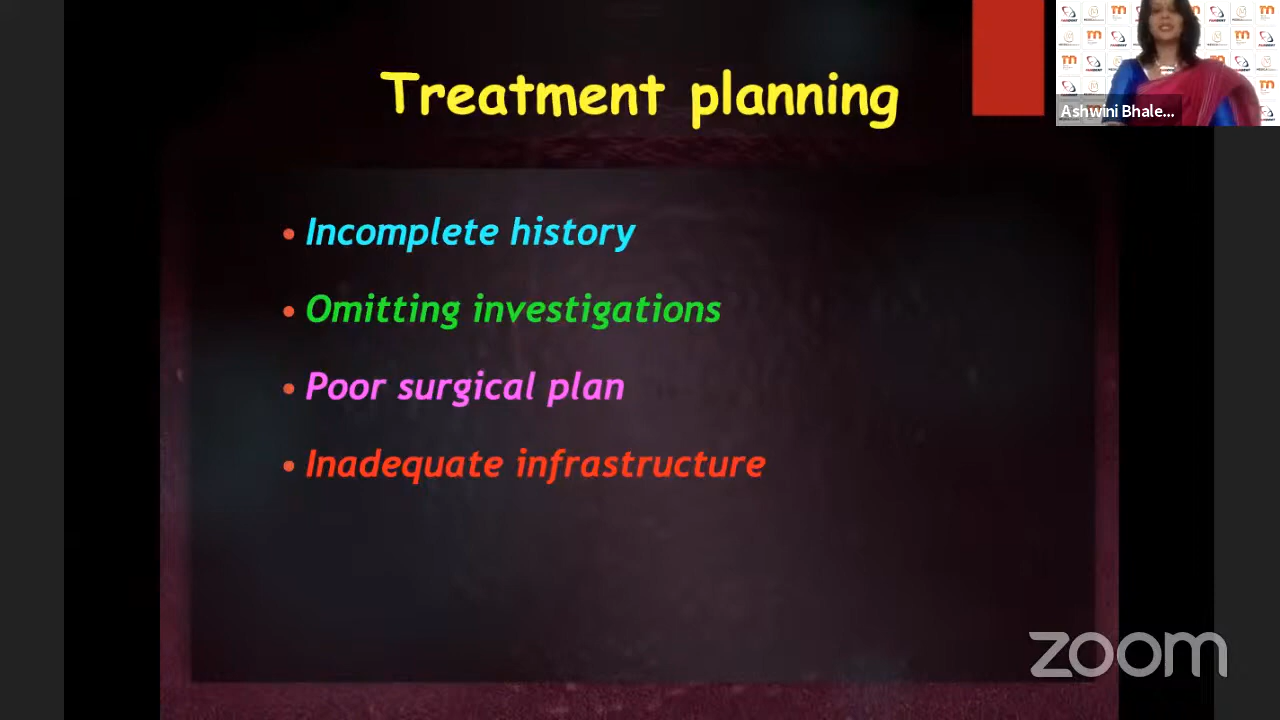 Treatment planning
Ashwini Bhale...
• Incomplete history
• Omitting investigations
• Poor surgical plan
• Inadequate infrastructure
zoom